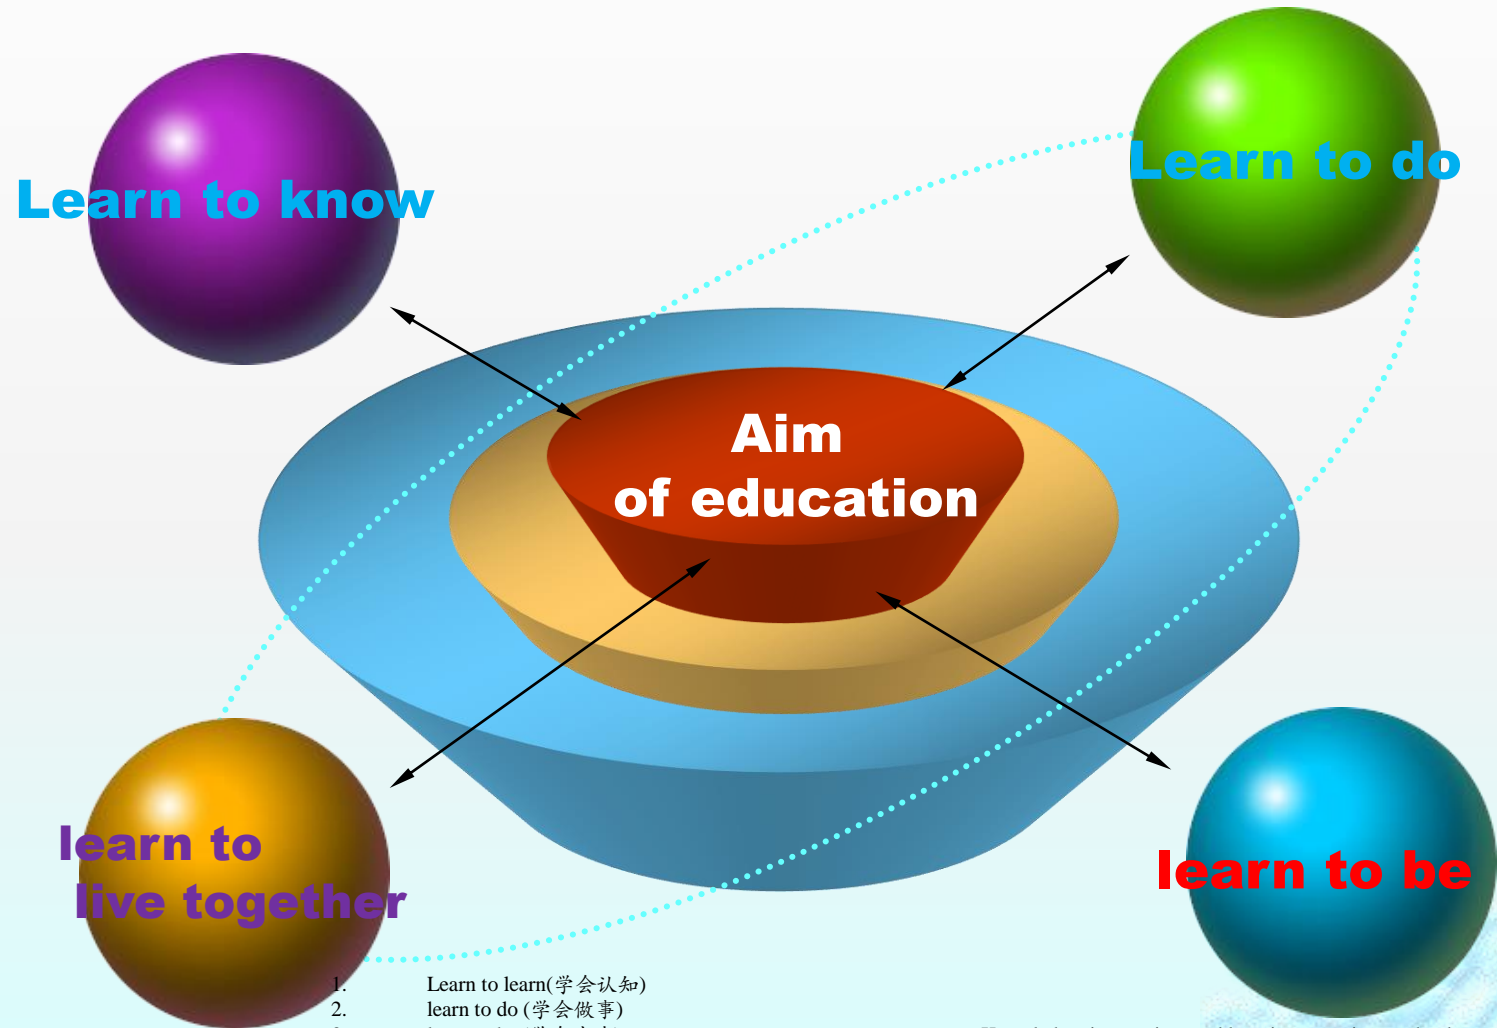 Learn to know
Learn to do
Aim
of education
learn to
live together
learn to be
1. Learn to learn(学会认知)
2. learn to do (学会做事)